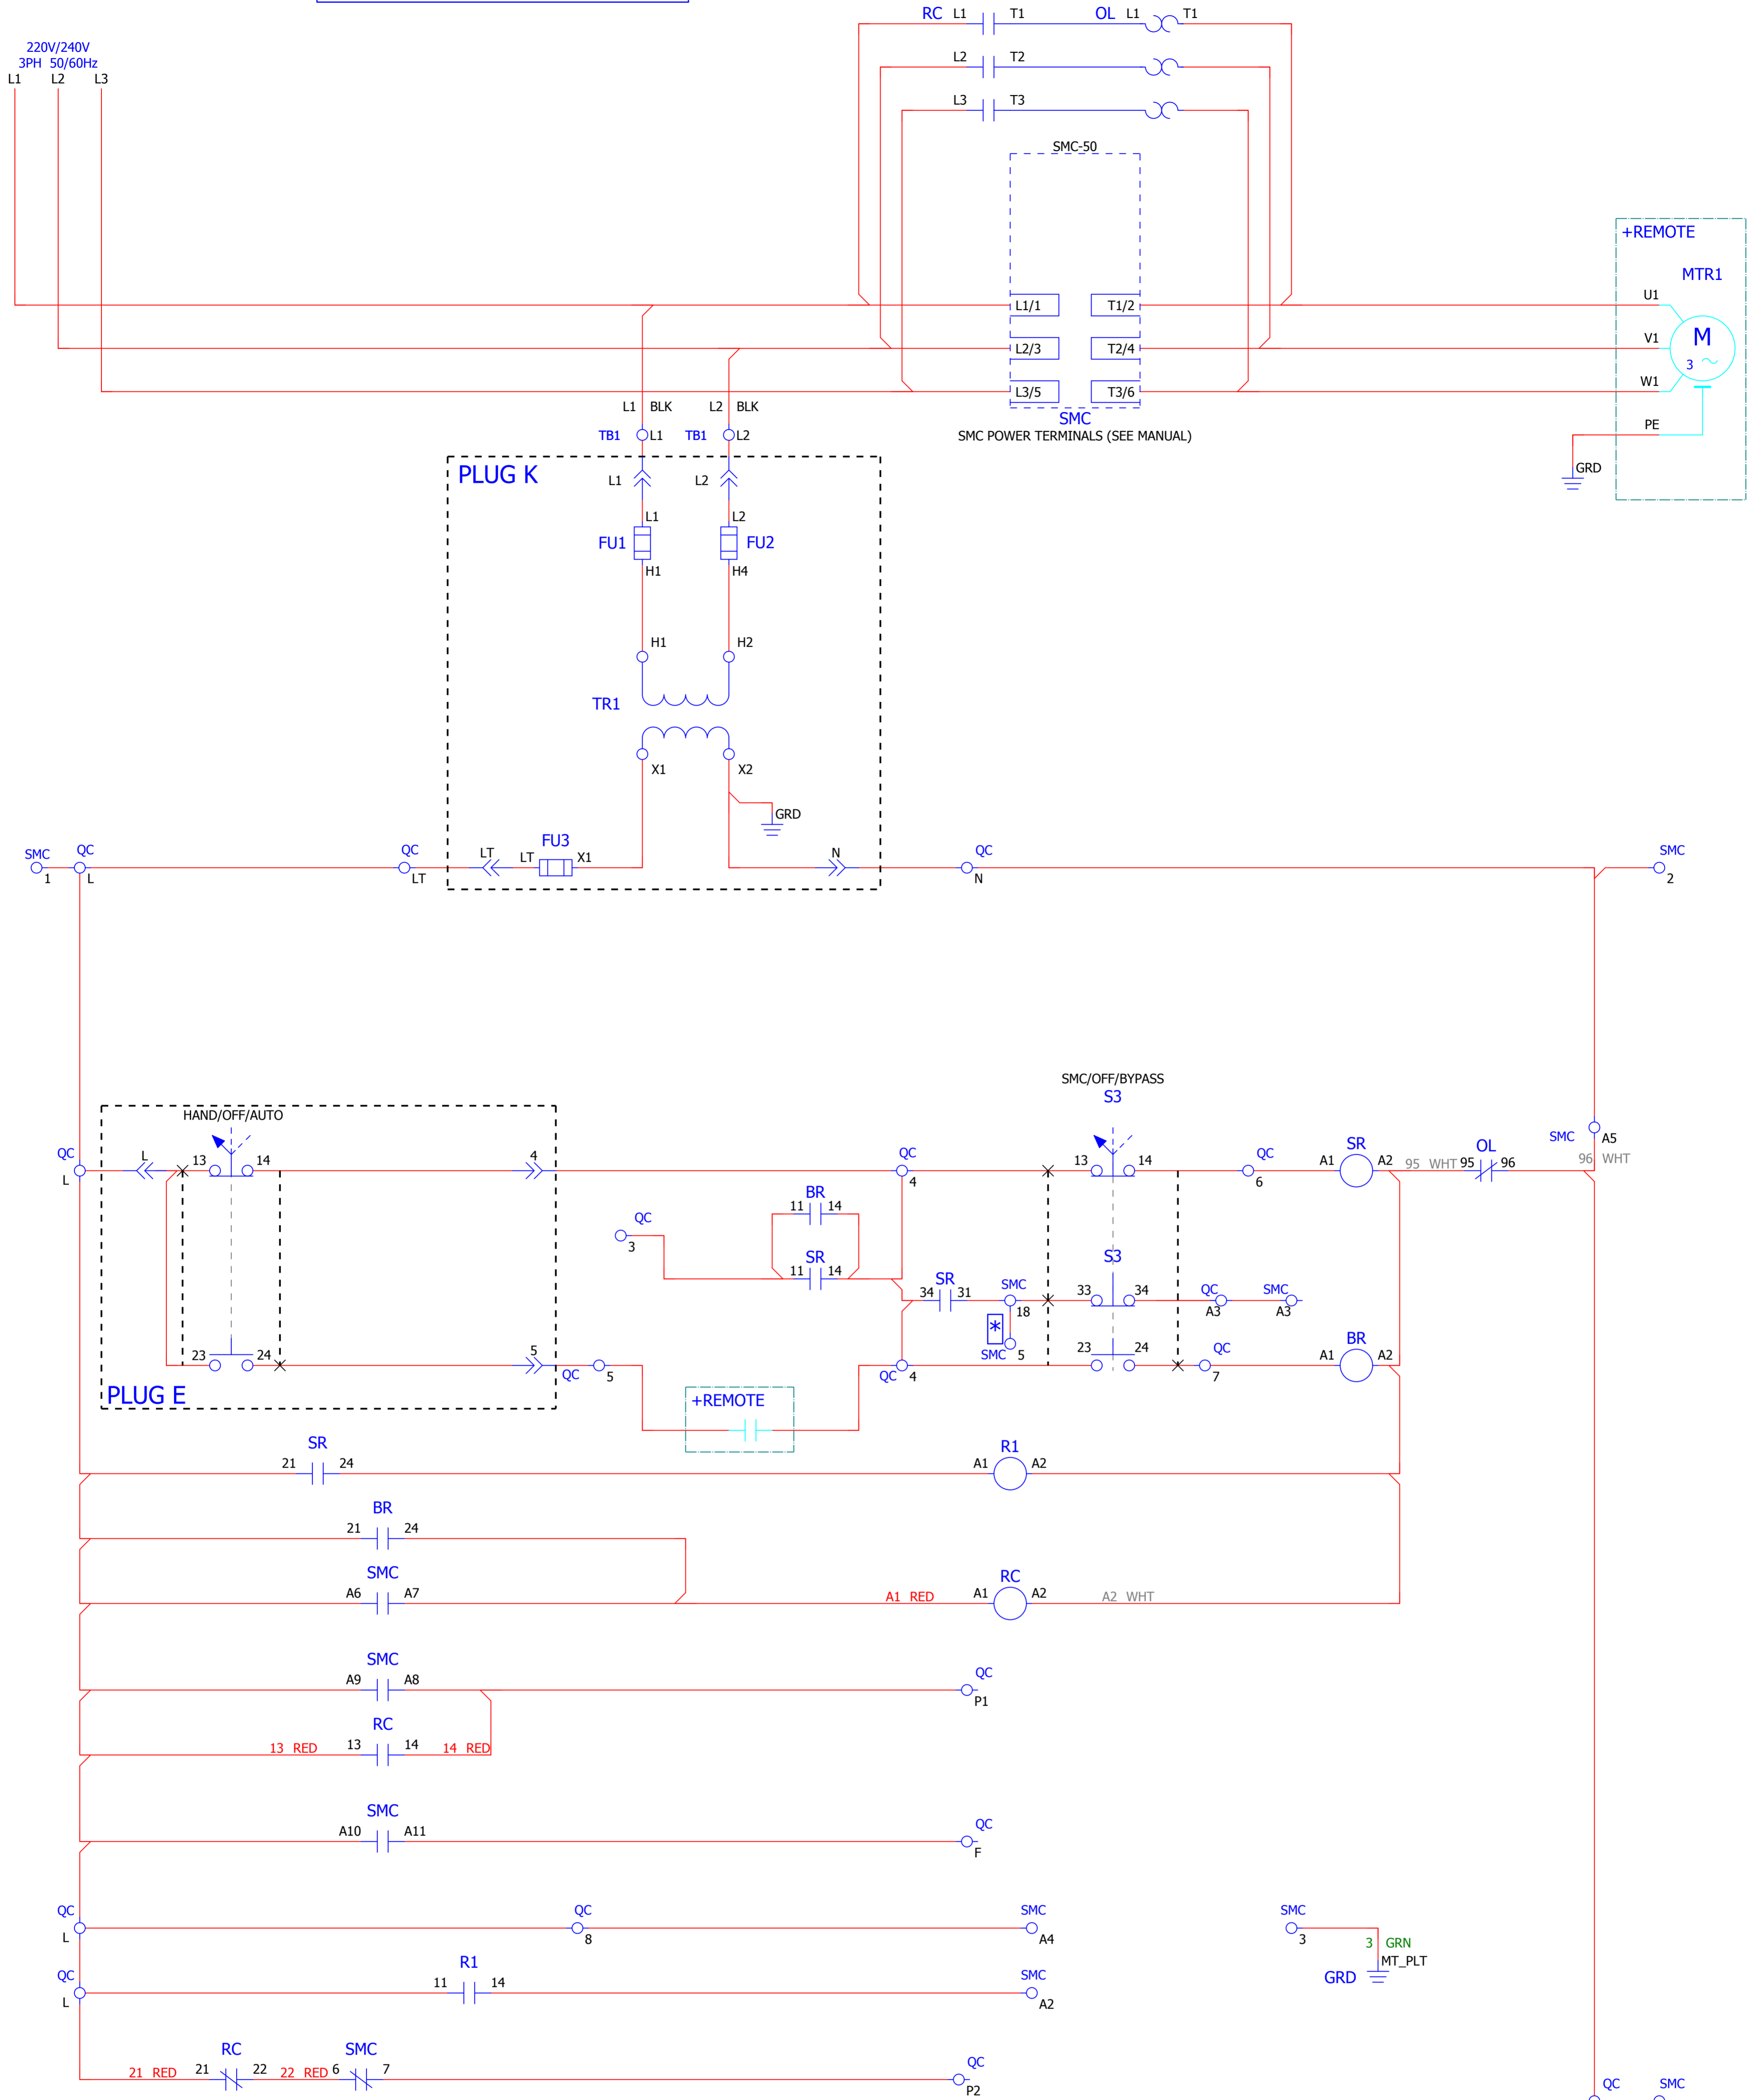 RC L1 T1 OL L1 T1
220V/240V
3PH 50/60Hz
L1 L2 L3
L2 T2
L3 T3
SMC-50
+REMOTE
MTR1
L1/1 T1/2 U1
L2/3 T2/4 V1
M
3
L3/5 T3/6 W1
L1 BLK L2 BLK
SMC
SMC POWER TERMINALS (SEE MANUAL)
PE
TB1 L1 TB1 L2
GRD
PLUG K
L1 L2
L1 L2
FU1 FU2
H1 H4
H1 H2
TR1
X1 X2
GRD
SMC QC QC FU3 QC SMC
LT LT X1 N
1 L LT N 2
SMC/OFF/BYPASS
S3
HAND/OFF/AUTO
SMC A5
QC L 13 14 4 QC 13 14 QC SR OL
A1 A2 95 WHT 95 96 96 WHT
L 4 6
BR
11 14
QC
3
SR
11 14
S3
SR SMC
34 31 33 34 QC SMC
18 A3 A3
*
SMC 5
BR
23 24 5 23 24 QC A1 A2
QC 5 QC 4 7
PLUG E
+REMOTE
SR R1
21 24 A1 A2
BR
21 24
SMC RC
A6 A7 A1 RED A1 A2 A2 WHT
SMC QC
A9 A8 P1
RC
13 RED 13 14 14 RED
SMC QC
A10 A11 F
QC QC SMC SMC
L 8 A4 3
3 GRN
MT_PLT
GRD
QC R1 SMC
11 14
L A2
RC SMC QC
21 RED 21 22 22 RED 6 7 P2
QC SMC